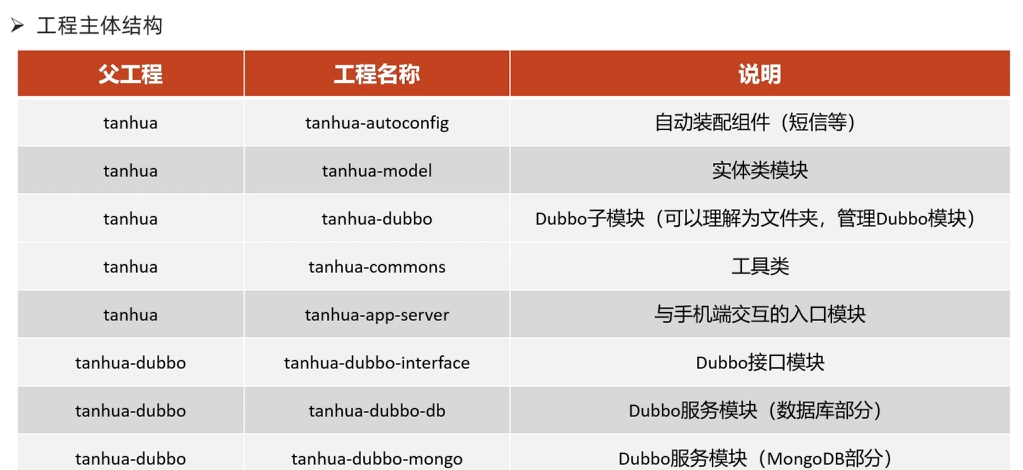 ➢ 工程主体结构
父工程 工程名称 说明
tanhua tanhua-autoconfig 自动装配组件（短信等）
tanhua tanhua-model 实体类模块
tanhua tanhua-dubbo Dubbo子模块（可以理解为文件夹，管理Dubbo模块）
tanhua tanhua-commons 工具类
tanhua tanhua-app-server 与手机端交互的入口模块
tanhua-dubbo tanhua-dubbo-interface Dubbo接口模块
tanhua-dubbo tanhua-dubbo-db Dubbo服务模块（数据库部分）
tanhua-dubbo tanhua-dubbo-mongo Dubbo服务模块（MongoDB部分）